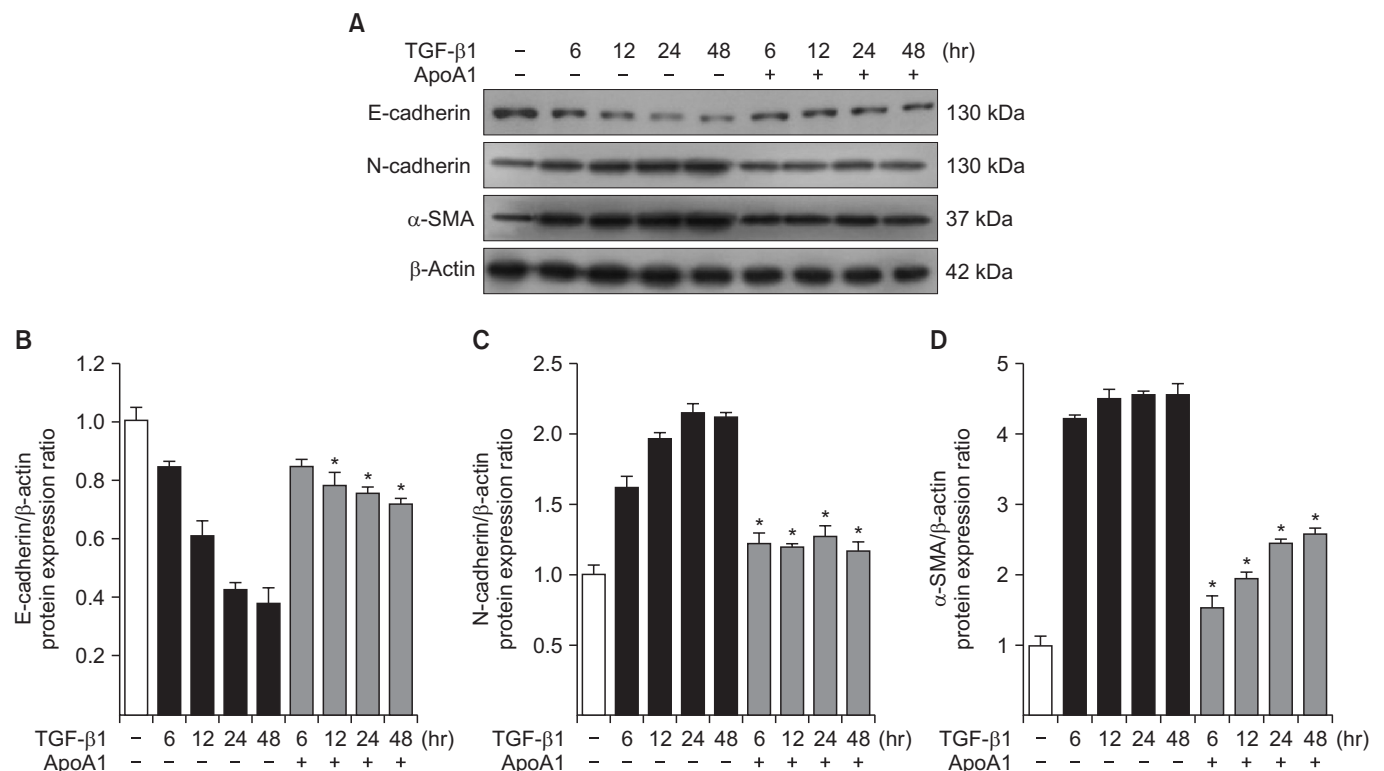 A
TGF-β1 – 6 12 24 48 6 12 24 48 (hr)
ApoA1 – – – – – + + + +
E-cadherin 130 kDa
N-cadherin 130 kDa
α-SMA 37 kDa
β-Actin 42 kDa
B
E-cadherin/β-actin
protein expression ratio
1.2
1.0
0.8
0.6
0.4
0.2
* * *
TGF-β1 – 6 12 24 48 6 12 24 48 (hr)
ApoA1 – – – – – + + + +
C
N-cadherin/β-actin
protein expression ratio
2.5
2.0
1.5
1.0
0.5
* * * *
TGF-β1 – 6 12 24 48 6 12 24 48 (hr)
ApoA1 – – – – – + + + +
D
α-SMA/β-actin
protein expression ratio
5
4
3
2
1
* * * *
TGF-β1 – 6 12 24 48 6 12 24 48 (hr)
ApoA1 – – – – – + + + +